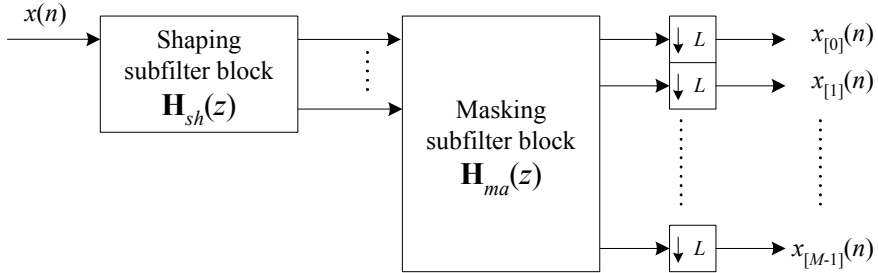 x(n)
Shaping
subfilter block
H_sh(z)
Masking
subfilter block
H_ma(z)
↓ L
x_[0](n)
↓ L
x_[1](n)
↓ L
x_[M-1](n)